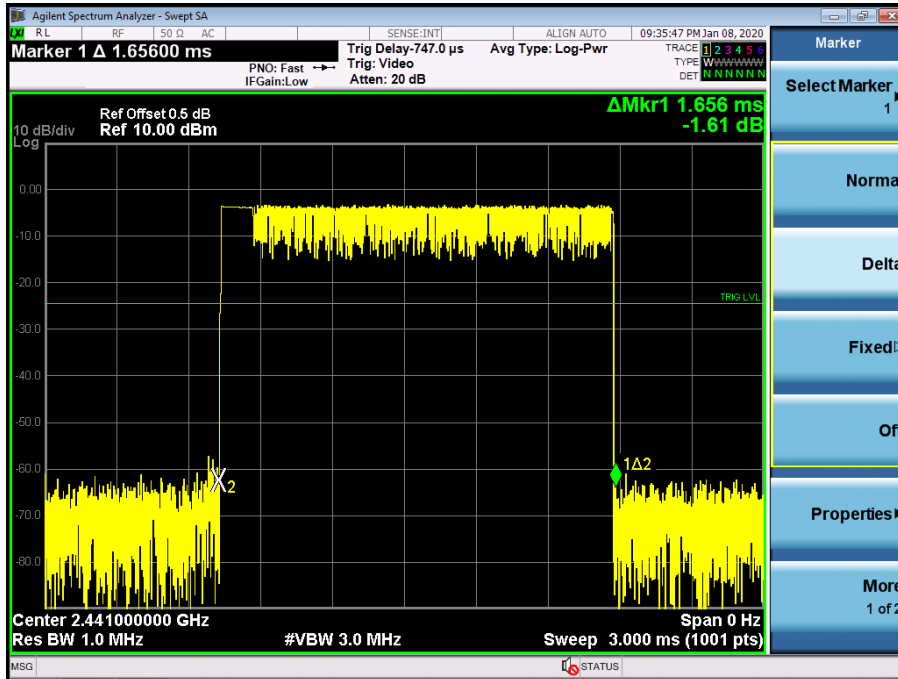 Agilent Spectrum Analyzer - Swept SA
LXI RL RF 50 Ω AC SENSE:INT ALIGN AUTO 09:35:47 PM Jan 08, 2020
Marker 1 Δ 1.65600 ms
PNO: Fast
IFGain:Low
Trig Delay-747.0 µs
Trig: Video
Atten: 20 dB
Avg Type: Log-Pwr
TRACE 1 2 3 4 5 6
TYPE WWWWWW
DET N N N N N N
ΔMkr1 1.656 ms
-1.61 dB
Ref Offset 0.5 dB
10 dB/div Ref 10.00 dBm
Log
0.00
-10.0
-20.0
TRIG LVL
-30.0
-40.0
-50.0
-60.0
1Δ2
2
-70.0
-80.0
Center 2.441000000 GHz Span 0 Hz
Res BW 1.0 MHz #VBW 3.0 MHz Sweep 3.000 ms (1001 pts)
MSG STATUS
Marker
Select Marker
1
Norma
Delta
Fixed
Of
Properties
More
1 of 2